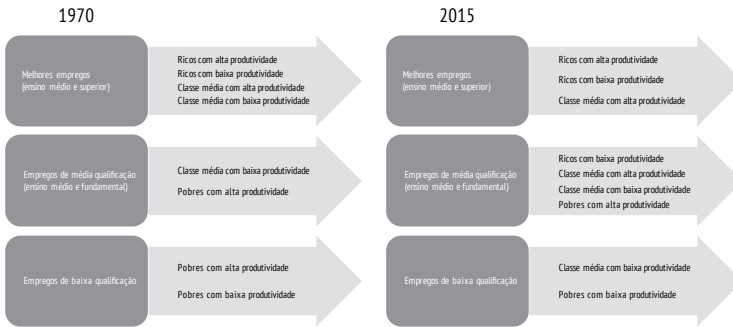 1970
Melhores empregos
(ensino médio e superior)
Ricos com alta produtividade
Ricos com baixa produtividade
Classe média com alta produtividade
Classe média com baixa produtividade
Empregos de média qualificação
(ensino médio e fundamental)
Classe média com baixa produtividade
Pobres com alta produtividade
Empregos de baixa qualificação
Pobres com alta produtividade
Pobres com baixa produtividade
2015
Melhores empregos
(ensino médio e superior)
Ricos com alta produtividade
Ricos com baixa produtividade
Classe média com alta produtividade
Empregos de média qualificação
(ensino médio e fundamental)
Ricos com baixa produtividade
Classe média com alta produtividade
Classe média com baixa produtividade
Pobres com alta produtividade
Empregos de baixa qualificação
Classe média com baixa produtividade
Pobres com baixa produtividade